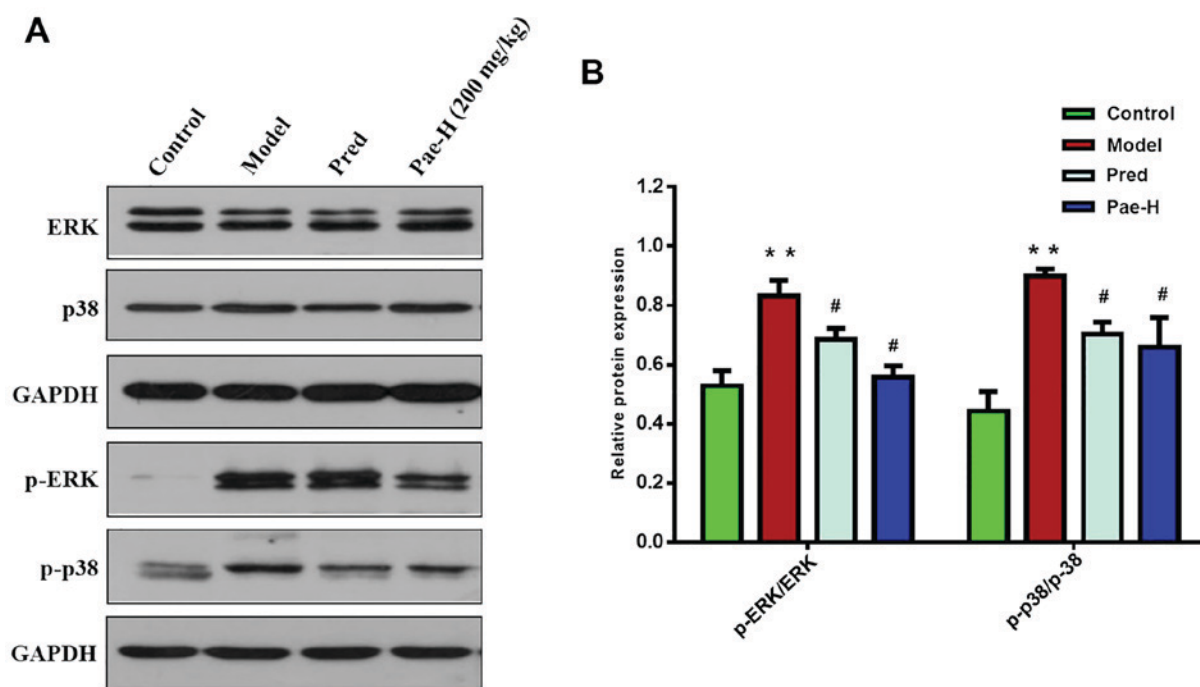 A
Control
Model
Pred
Pae-H (200 mg/kg)
ERK
p38
GAPDH
p-ERK
p-p38
GAPDH
B
Control
Model
Pred
Pae-H
Relative protein expression
1.2
1.0
0.8
0.6
0.4
0.2
0.0
* *
#
#
* *
#
#
p-ERK/ERK
p-p38/p-38